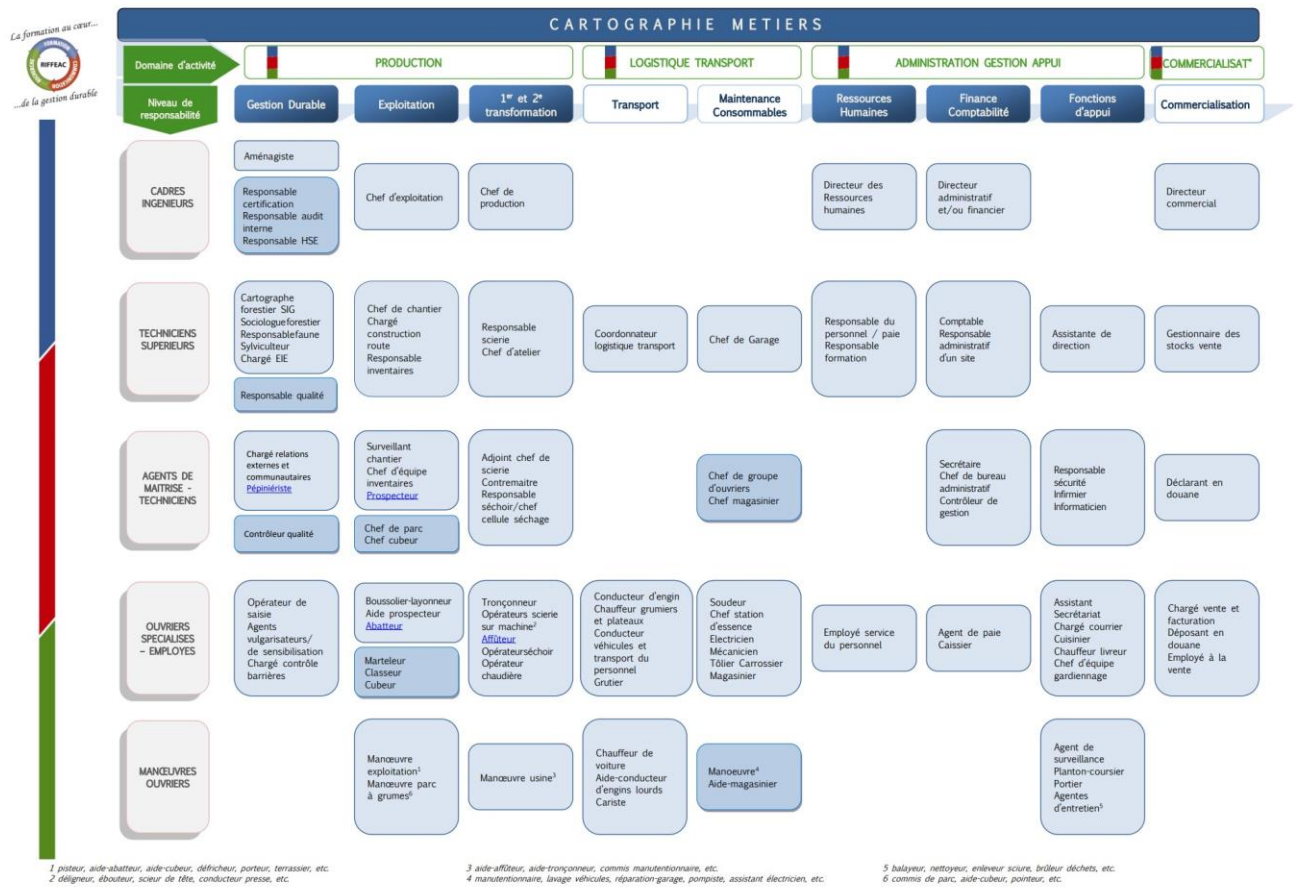 CARTOGRAPHIE METIERS
La formation au cœur...
FORMATION
RIFFEAC
...de la gestion durable
Domaine d'activité
PRODUCTION
LOGISTIQUE TRANSPORT
ADMINISTRATION GESTION APPUI
COMMERCIALISAT°
Niveau de
responsabilité
Gestion Durable
Exploitation
1er et 2e
transformation
Transport
Maintenance
Consommables
Ressources
Humaines
Finance
Comptabilité
Fonctions
d'appui
Commercialisation
CADRES
INGENIEURS
Aménagiste
Responsable
certification
Responsable audit
interne
Responsable HSE
Chef d'exploitation
Chef de
production
Directeur des
Ressources
humaines
Directeur
administratif
et/ou financier
Directeur
commercial
TECHNICIENS
SUPERIEURS
Cartographe
forestier SIG
Sociologueforestier
Responsablefaune
Sylviculteur
Chargé EIE
Responsable qualité
Chef de chantier
Chargé
construction
route
Responsable
inventaires
Responsable
scierie
Chef d'atelier
Coordonnateur
logistique transport
Chef de Garage
Responsable du
personnel / paie
Responsable
formation
Comptable
Responsable
administratif
d'un site
Assistante de
direction
Gestionnaire des
stocks vente
AGENTS DE
MAITRISE -
TECHNICIENS
Chargé relations
externes et
communautaires
Pépiniériste
Contrôleur qualité
Surveillant
chantier
Chef d'équipe
inventaires
Prospecteur
Chef de parc
Chef cubeur
Adjoint chef de
scierie
Contremaitre
Responsable
séchoir/chef
cellule séchage
Chef de groupe
d'ouvriers
Chef magasinier
Secrétaire
Chef de bureau
administratif
Contrôleur de
gestion
Responsable
sécurité
Infirmier
Informaticien
Déclarant en
douane
OUVRIERS
SPECIALISES
– EMPLOYES
Opérateur de
saisie
Agents
vulgarisateurs/
de sensibilisation
Chargé contrôle
barrières
Boussolier-layonneur
Aide prospecteur
Abatteur
Marteleur
Classeur
Cubeur
Tronçonneur
Opérateurs scierie
sur machine2
Affûteur
Opérateurséchoir
Opérateur
chaudière
Conducteur d'engin
Chauffeur grumiers
et plateaux
Conducteur
véhicules et
transport du
personnel
Grutier
Soudeur
Chef station
d'essence
Electricien
Mécanicien
Tôlier Carrossier
Magasinier
Employé service
du personnel
Agent de paie
Caissier
Assistant
Secrétariat
Chargé courrier
Cuisinier
Chauffeur livreur
Chef d'équipe
gardiennage
Chargé vente et
facturation
Déposant en
douane
Employé à la
vente
MANŒUVRES
OUVRIERS
Manœuvre
exploitation1
Manœuvre parc
à grumes6
Manœuvre usine3
Chauffeur de
voiture
Aide-conducteur
d'engins lourds
Cariste
Manoeuvre4
Aide-magasinier
Agent de
surveillance
Planton-coursier
Portier
Agentes
d'entretien5
1 pisteur, aide-abatteur, aide-cubeur, défricheur, porteur, terrassier, etc.
2 déligneur, ébouteur, scieur de tête, conducteur presse, etc.
3 aide-affûteur, aide-tronçonneur, commis manutentionnaire, etc.
4 manutentionnaire, lavage véhicules, réparation-garage, pompiste, assistant électricien, etc.
5 balayeur, nettoyer, enleveur sciure, brûleur déchets, etc.
6 commis de parc, aide-cubeur, pointeur, etc.